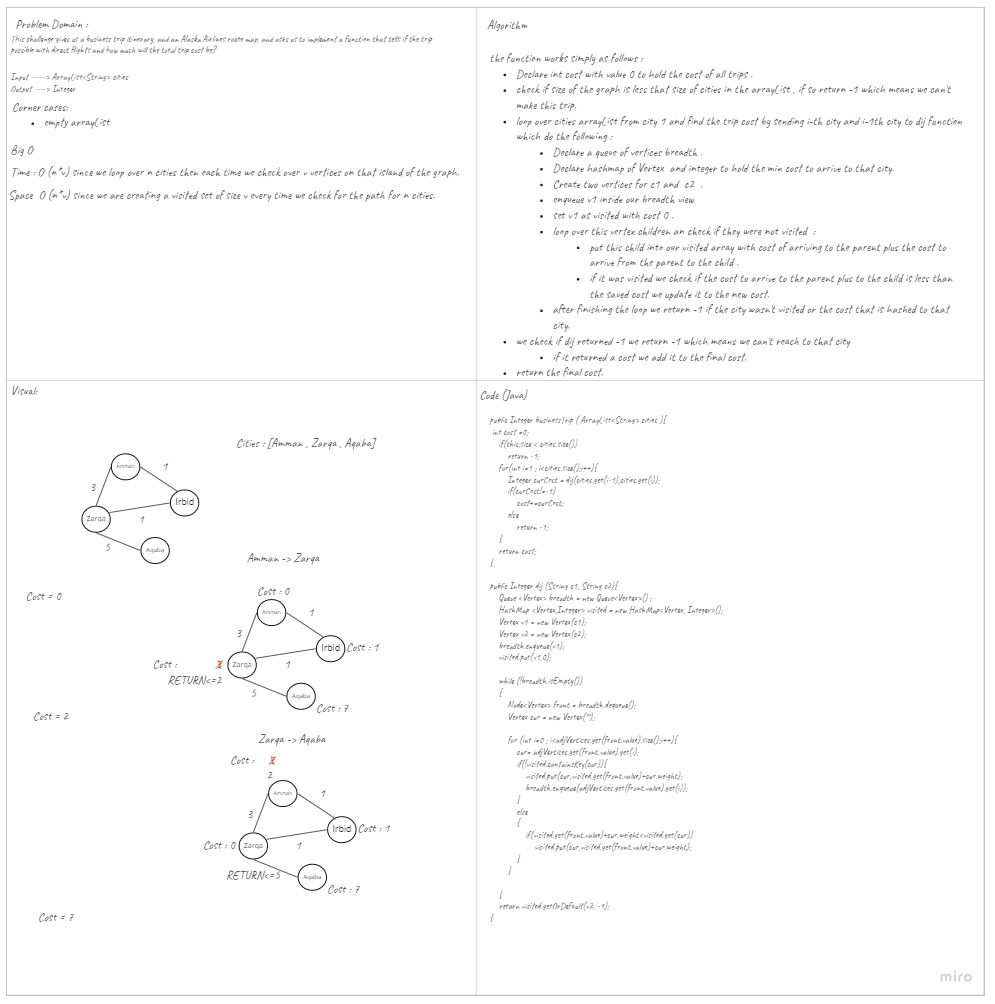 Problem Domain :
This challenge gives us a business trip itinerary, and an Alaska Airlines route map, and asks us to implement a function that tells if the trip
possible with direct flights and how much will the total trip cost be?
Input -----> ArrayList<String> cities
Output ----> Integer
Corner cases:
• empty arrayList
Big O
Time : O (n*v) since we loop over n cities then each time we check over v vertices on that island of the graph.
Space O (n*v) since we are creating a visited set of size v every time we check for the path for n cities.
Algorithm
the function works simply as follows :
• Declare int cost with value 0 to hold the cost of all trips .
• check if size of the graph is less that size of cities in the arrayList , if so return -1 which means we can't
make this trip.
• loop over cities arrayList from city 1 and find the trip cost by sending i-th city and i-1th city to dij function
which do the following :
• Declare a queue of vertices breadth .
• Declare hashmap of Vertex and integer to hold the min cost to arrive to that city.
• Create two vertices for c1 and c2 .
• enqueue v1 inside our breadth view
• set v1 as visited with cost 0 .
• loop over this vertex children an check if they were not visited :
• put this child into our visited array with cost of arriving to the parent plus the cost to
arrive from the parent to the child .
• if it was visited we check if the cost to arrive to the parent plus to the child is less than
the saved cost we update it to the new cost.
• after finishing the loop we return -1 if the city wasn't visited or the cost that is hashed to that
city.
• we check if dij returned -1 we return -1 which means we can't reach to that city
• if it returned a cost we add it to the final cost.
• return the final cost.
Visual:
Cities : [Amman , Zarqa , Aqaba]
Amman
1
3
Irbid
Zarqa
1
5
Aqaba
Amman -> Zarqa
Cost = 0
Cost : 0
Amman
1
3
Irbid
Cost : 1
Cost :
3
Zarqa
1
RETURN<=2
5
Aqaba
Cost : 7
Cost = 2
Zarqa -> Aqaba
Cost :
3
2
Amman
1
3
Irbid
Cost : 1
Cost : 0
Zarqa
1
RETURN<=5
Aqaba
Cost : 7
Cost = 7
Code (Java)
public Integer businessTrip ( ArrayList<String> cities ){
int cost =0;
if(this.size < cities.size())
return -1;
for(int i=1 ; i<cities.size();i++){
Integer curCost = dij(cities.get(i-1),cities.get(i));
if(curCost!=-1)
cost+=curCost;
else
return -1;
}
return cost;
}
public Integer dij (String c1, String c2){
Queue <Vertex> breadth = new Queue<Vertex>() ;
HashMap <Vertex,Integer> visited = new HashMap<Vertex, Integer>();
Vertex v1 = new Vertex(c1);
Vertex v2 = new Vertex(c2);
breadth.enqueue(v1);
visited.put(v1,0);
while (!breadth.isEmpty())
{
Node<Vertex> front = breadth.dequeue();
Vertex cur = new Vertex("");
for (int i=0 ; i<adjVertices.get(front.value).size();i++){
cur= adjVertices.get(front.value).get(i);
if(!visited.containsKey(cur)){
visited.put(cur,visited.get(front.value)+cur.weight);
breadth.enqueue(adjVertices.get(front.value).get(i));
}
else
{
if(visited.get(front.value)+cur.weight<visited.get(cur))
visited.put(cur,visited.get(front.value)+cur.weight);
}
}
}
return visited.getOrDefault(v2, -1);
}
miro